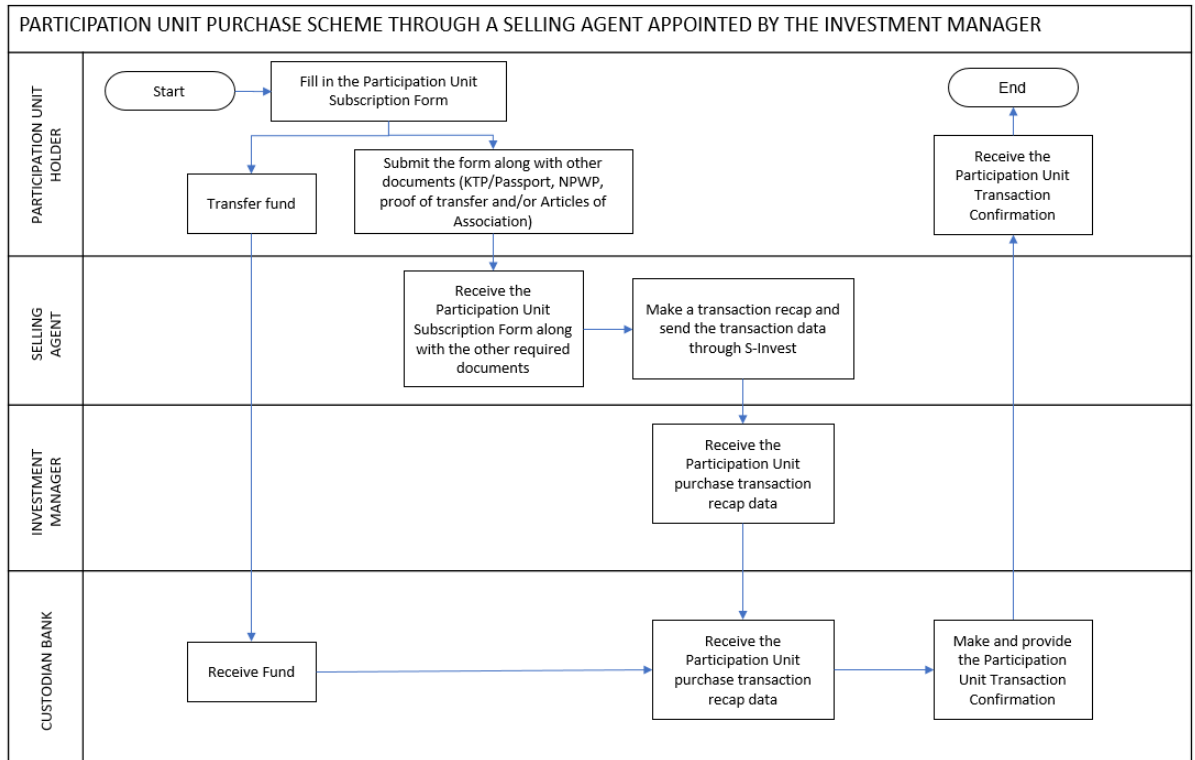 PARTICIPATION UNIT PURCHASE SCHEME THROUGH A SELLING AGENT APPOINTED BY THE INVESTMENT MANAGER
PARTICIPATION UNIT
HOLDER
Start
Fill in the Participation Unit
Subscription Form
End
Transfer fund
Submit the form along with other
documents (KTP/Passport, NPWP,
proof of transfer and/or Articles of
Association)
Receive the
Participation Unit
Transaction
Confirmation
SELLING
AGENT
Receive the
Participation Unit
Subscription Form along
with the other required
documents
Make a transaction recap and
send the transaction data
through S-Invest
INVESTMENT
MANAGER
Receive the
Participation Unit
purchase transaction
recap data
CUSTODIAN BANK
Receive Fund
Receive the
Participation Unit
purchase transaction
recap data
Make and provide
the Participation
Unit Transaction
Confirmation